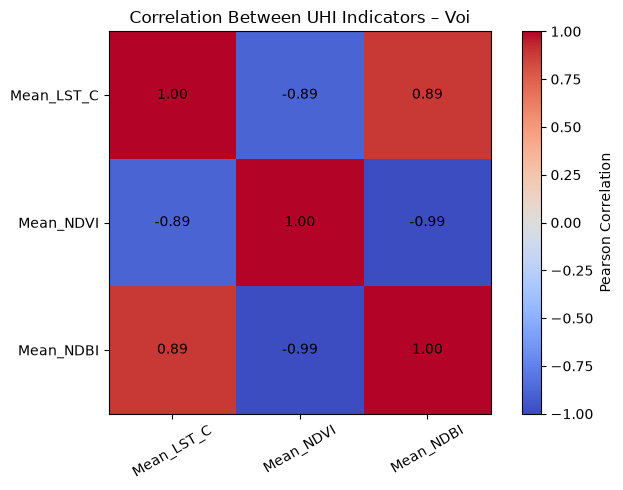 Correlation Between UHI Indicators – Voi
Mean_LST_C
1.00
-0.89
0.89
Mean_NDVI
-0.89
1.00
-0.99
Mean_NDBI
0.89
-0.99
1.00
Mean_LST_C
Mean_NDVI
Mean_NDBI
1.00
0.75
0.50
0.25
0.00
−0.25
−0.50
−0.75
−1.00
Pearson Correlation